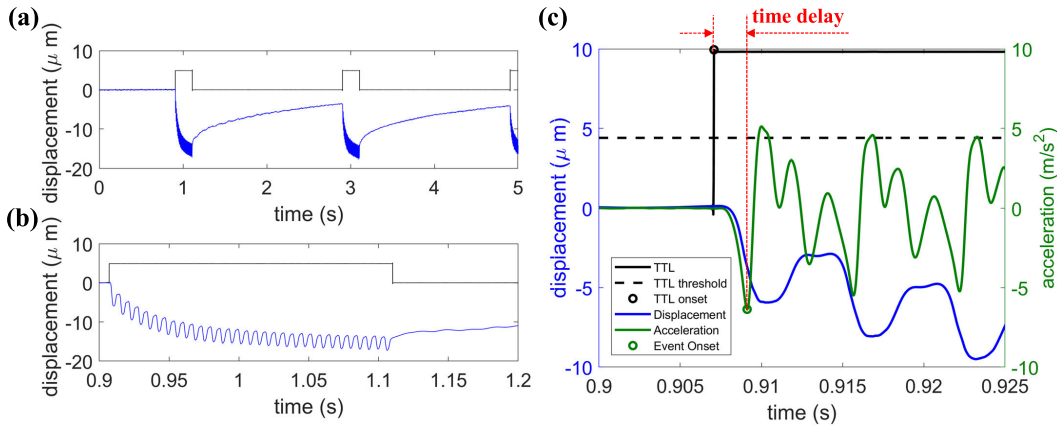 (a)
displacement (μ m)
10
0
-10
-20
0 1 2 3 4 5
time (s)
(b)
displacement (μ m)
10
0
-10
-20
0.9 0.95 1 1.05 1.1 1.15 1.2
time (s)
(c)
time delay
displacement (μ m)
10
5
0
-5
-10
0.9 0.905 0.91 0.915 0.92 0.925
time (s)
10
5
0
-5
-10
acceleration (m/s²)
TTL
TTL threshold
TTL onset
Displacement
Acceleration
Event Onset